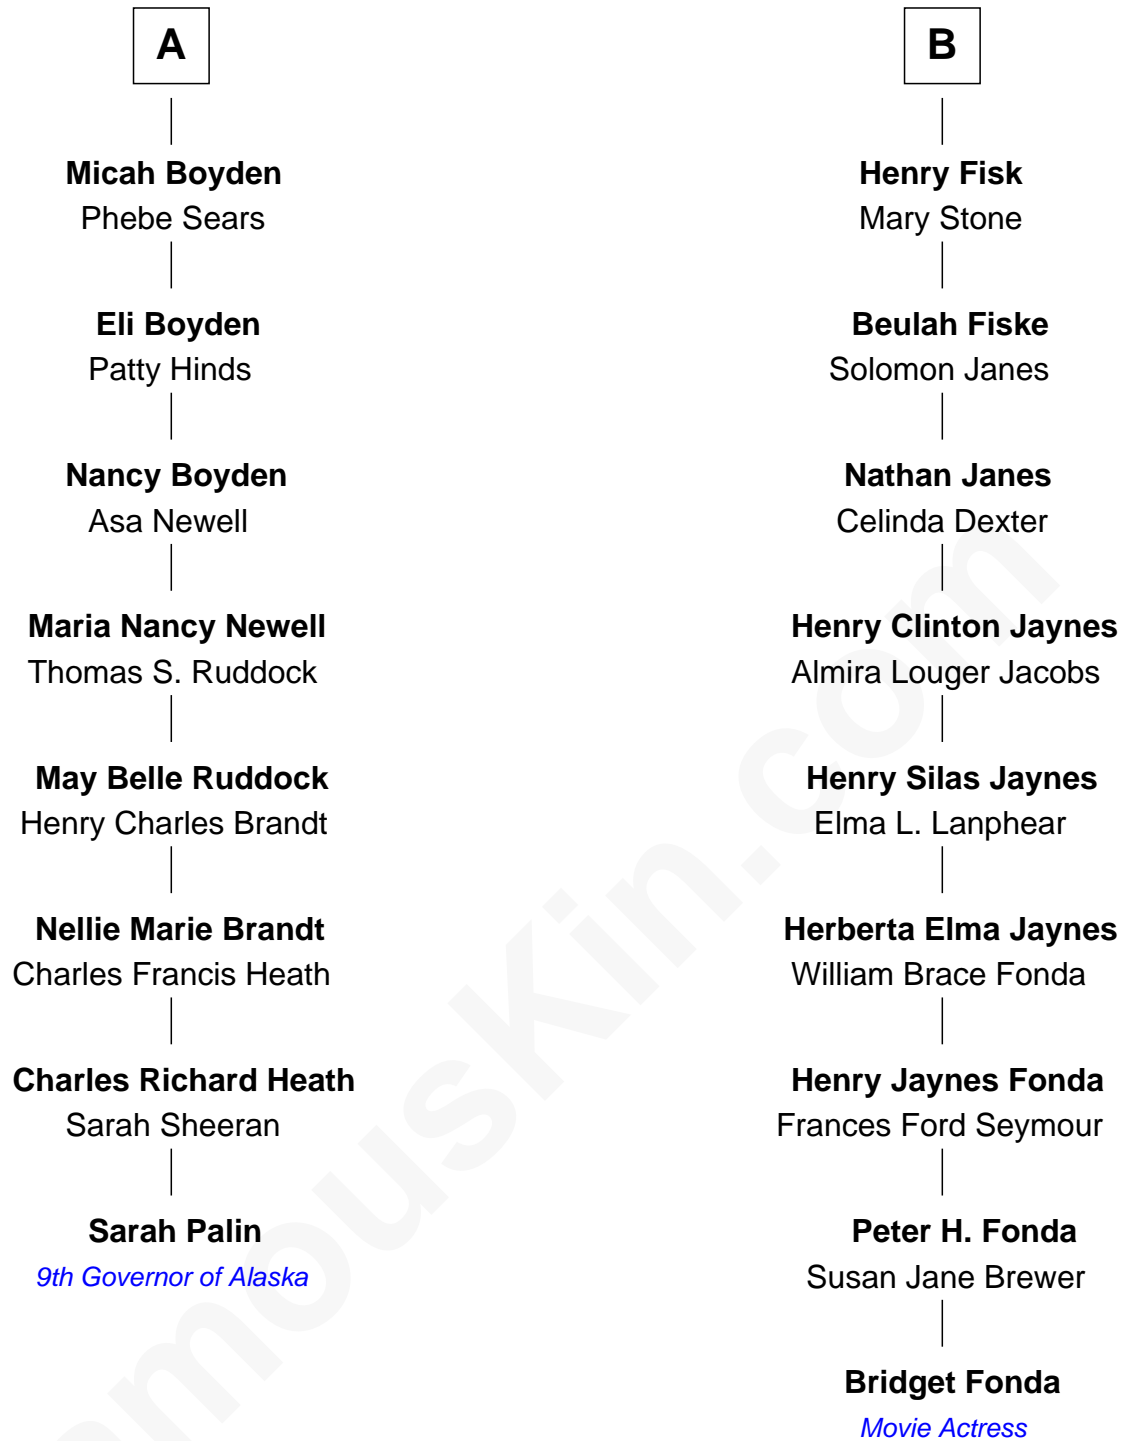 A
Micah Boyden
Phebe Sears
Eli Boyden
Patty Hinds
Nancy Boyden
Asa Newell
Maria Nancy Newell
Thomas S. Ruddock
May Belle Ruddock
Henry Charles Brandt
Nellie Marie Brandt
Charles Francis Heath
Charles Richard Heath
Sarah Sheeran
Sarah Palin
9th Governor of Alaska
B
Henry Fisk
Mary Stone
Beulah Fiske
Solomon Janes
Nathan Janes
Celinda Dexter
Henry Clinton Jaynes
Almira Louger Jacobs
Henry Silas Jaynes
Elma L. Lanphear
Herberta Elma Jaynes
William Brace Fonda
Henry Jaynes Fonda
Frances Ford Seymour
Peter H. Fonda
Susan Jane Brewer
Bridget Fonda
Movie Actress